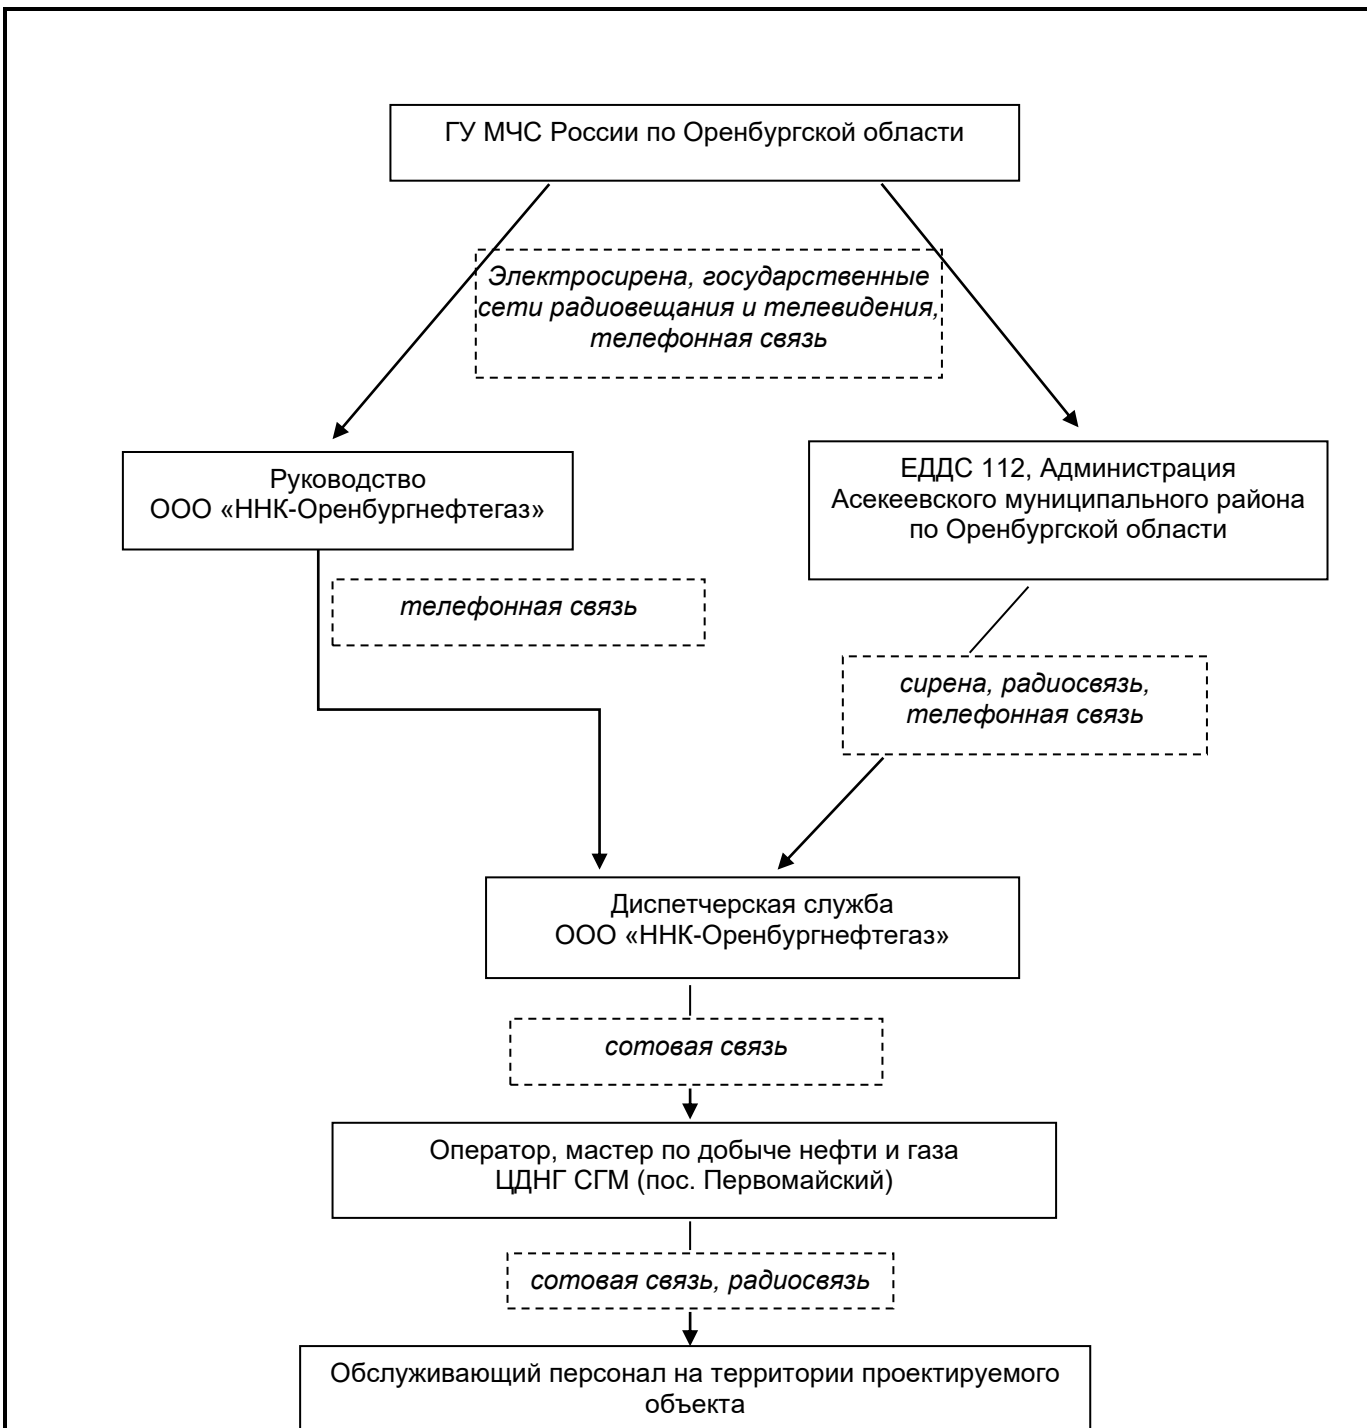 ГУ МЧС России по Оренбургской области
Электросирена, государственные
сети радиовещания и телевидения,
телефонная связь
Руководство
ООО «ННК-Оренбургнефтегаз»
ЕДДС 112, Администрация
Асекеевского муниципального района
по Оренбургской области
телефонная связь
сирена, радиосвязь,
телефонная связь
Диспетчерская служба
ООО «ННК-Оренбургнефтегаз»
сотовая связь
Оператор, мастер по добыче нефти и газа
ЦДНГ СГМ (пос. Первомайский)
сотовая связь, радиосвязь
Обслуживающий персонал на территории проектируемого
объекта